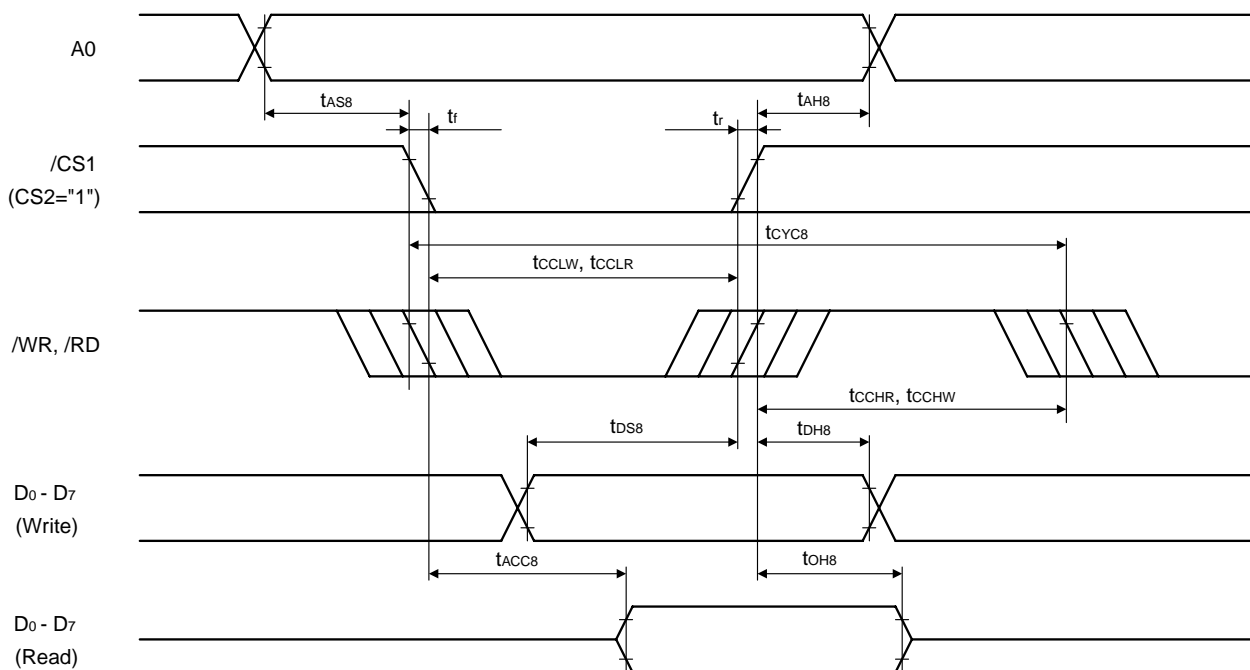 A0
tAS8
tAH8
tf
tr
/CS1
(CS2="1")
tCYC8
tCCLW, tCCLR
/WR, /RD
tCCHR, tCCHW
tDS8
tDH8
D0 - D7
(Write)
tACC8
tOH8
D0 - D7
(Read)